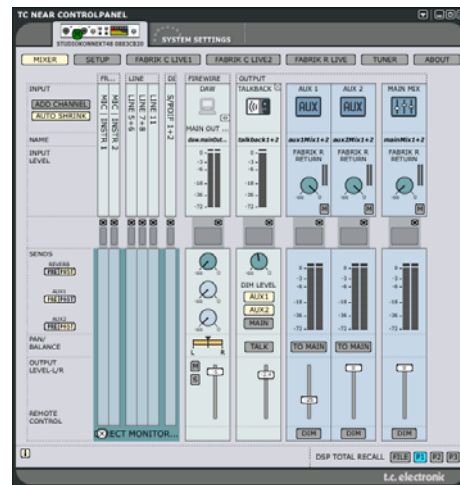 TC NEAR CONTROLPANEL
STUDIOKONNEKT48 08E3CB20
SYSTEM SETTINGS
MIXER SETUP FABRIK C LIVE1 FABRIK C LIVE2 FABRIK R LIVE TUNER ABOUT
FR... LINE DI FIREWIRE OUTPUT
INPUT DAW TALKBACK AUX 1 AUX 2 MAIN MIX
ADD CHANNEL
AUTO SHRINK
MIC | INSTR 1
MIC | INSTR 2
LINE 5+6
LINE 7+8
LINE 11
S/PDIF 1+2
AUX AUX
MAIN OUT ...
NAME daw.mainOut... talkback1+2 aux1Mix1+2 aux2Mix1+2 mainMix1+2
INPUT LEVEL
FABRIK R RETURN FABRIK R RETURN FABRIK R RETURN
M M M
SENDS
REVERB
PRE POST
AUX1
PRE POST
AUX2
PRE POST
DIM LEVEL
AUX1
AUX2
MAIN
PAN/
BALANCE
L R
TALK TO MAIN TO MAIN
OUTPUT
LEVEL-L/R
M
S
REMOTE
CONTROL
ECT MONITOR...
DIM DIM DIM
DSP TOTAL RECALL FILE P1 P2 P3
t.c. electronic